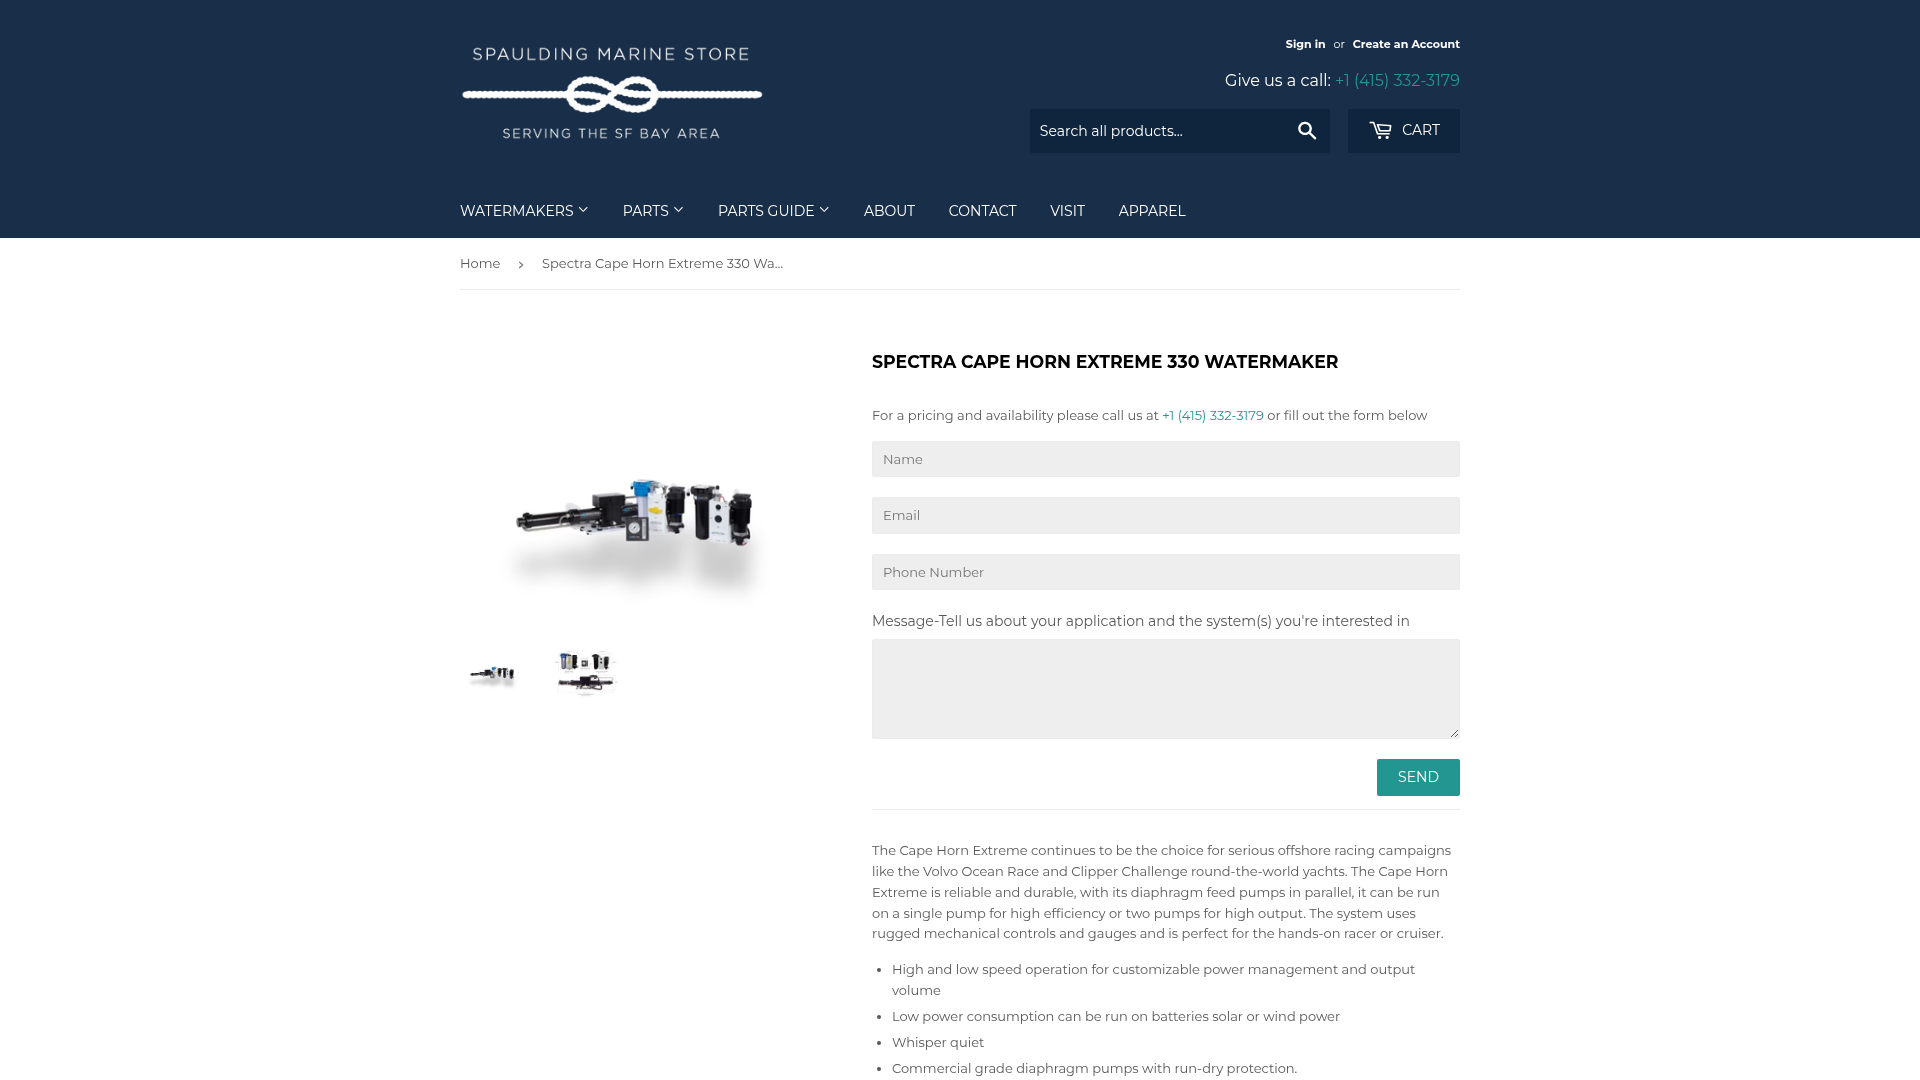 SPAULDING MARINE STORE
SERVING THE SF BAY AREA
Sign in or Create an Account
Give us a call: +1 (415) 332-3179
Search all products...
CART
WATERMAKERS PARTS PARTS GUIDE ABOUT CONTACT VISIT APPAREL
Home › Spectra Cape Horn Extreme 330 Wa...
SPECTRA CAPE HORN EXTREME 330 WATERMAKER
For a pricing and availability please call us at +1 (415) 332-3179 or fill out the form below
Name
Email
Phone Number
Message-Tell us about your application and the system(s) you're interested in
SEND
The Cape Horn Extreme continues to be the choice for serious offshore racing campaigns
like the Volvo Ocean Race and Clipper Challenge round-the-world yachts. The Cape Horn
Extreme is reliable and durable, with its diaphragm feed pumps in parallel, it can be run
on a single pump for high efficiency or two pumps for high output. The system uses
rugged mechanical controls and gauges and is perfect for the hands-on racer or cruiser.
• High and low speed operation for customizable power management and output
volume
• Low power consumption can be run on batteries solar or wind power
• Whisper quiet
• Commercial grade diaphragm pumps with run-dry protection.